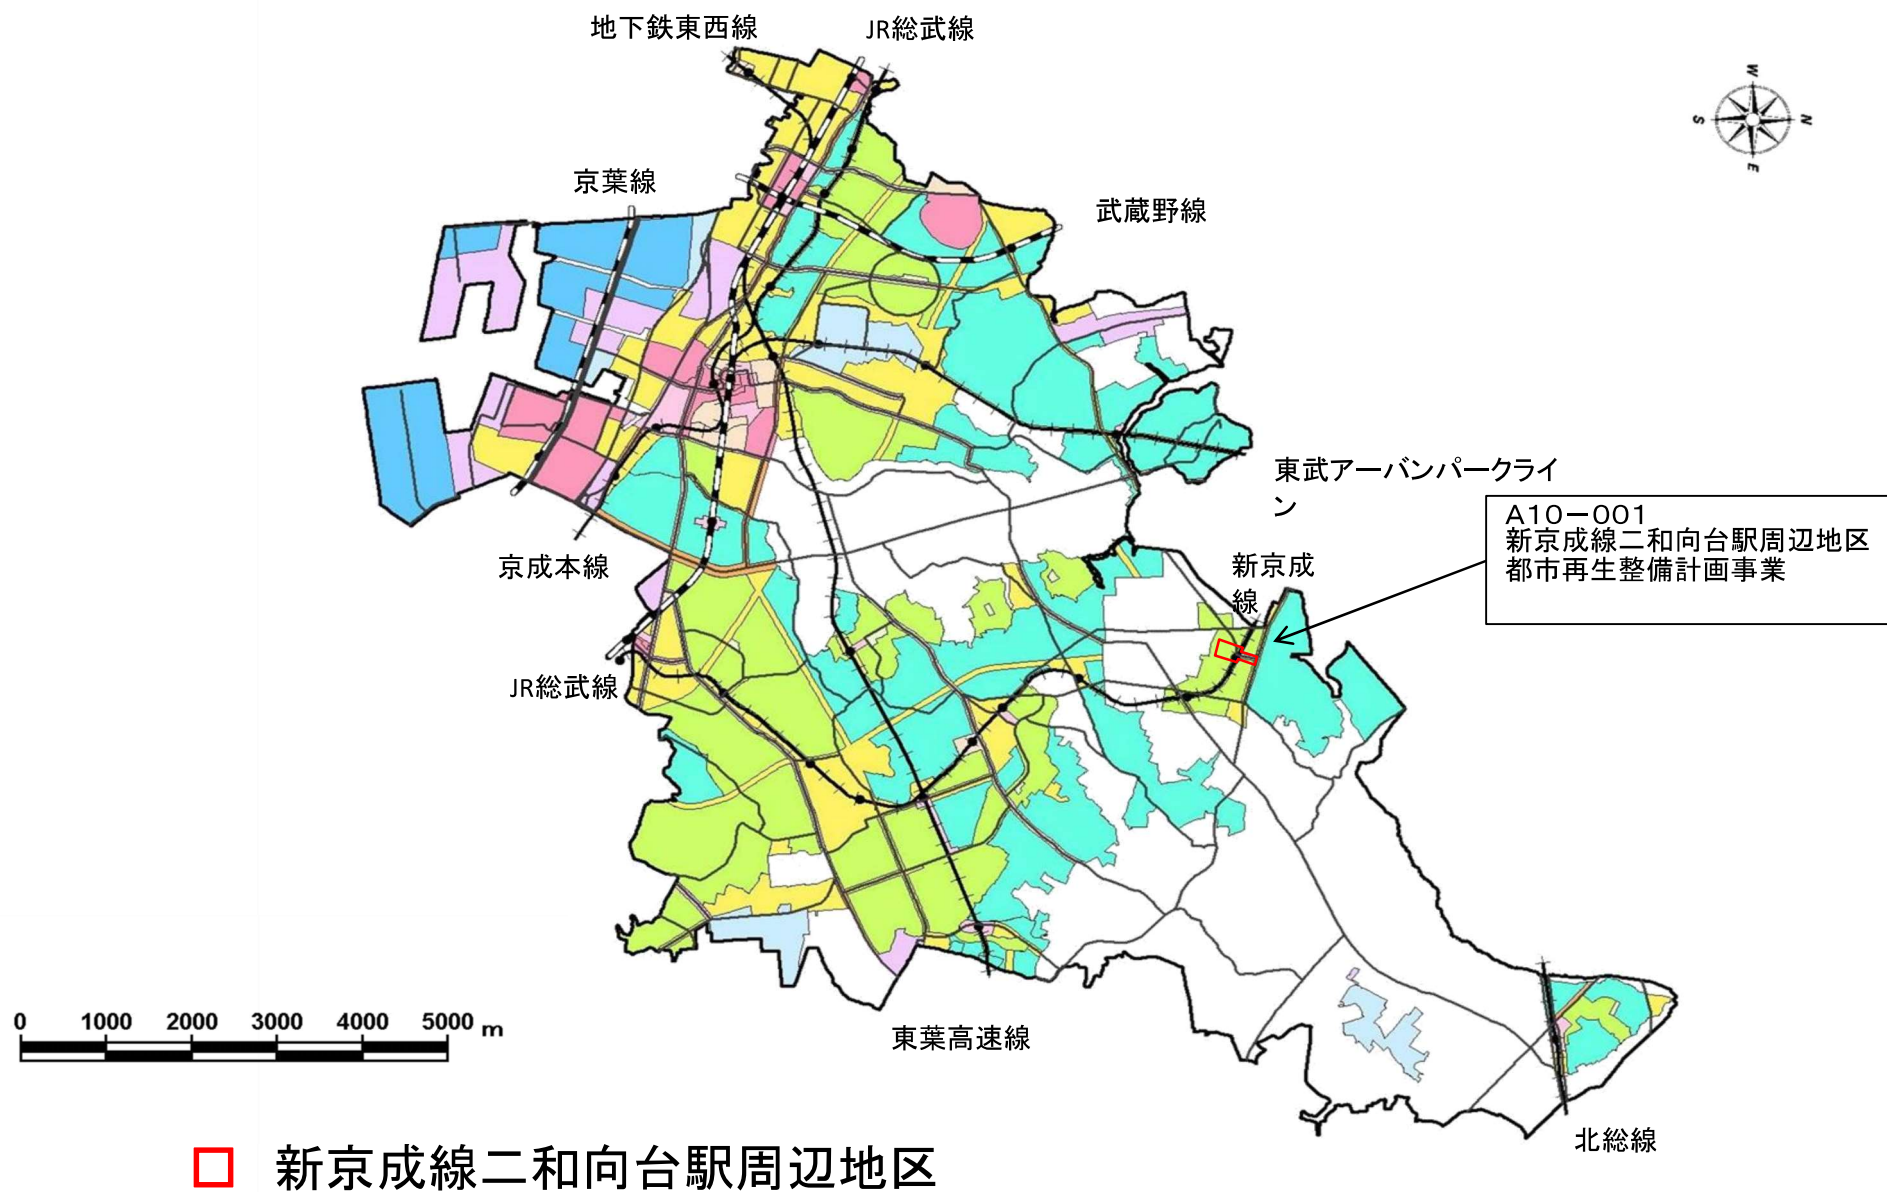 地下鉄東西線
JR総武線
W
N
S
E
京葉線
武蔵野線
東武アーバンパークライ
ン
A10－001
新京成線二和向台駅周辺地区
都市再生整備計画事業
新京成
線
京成本線
JR総武線
0 1000 2000 3000 4000 5000 m
東葉高速線
北総線
新京成線二和向台駅周辺地区